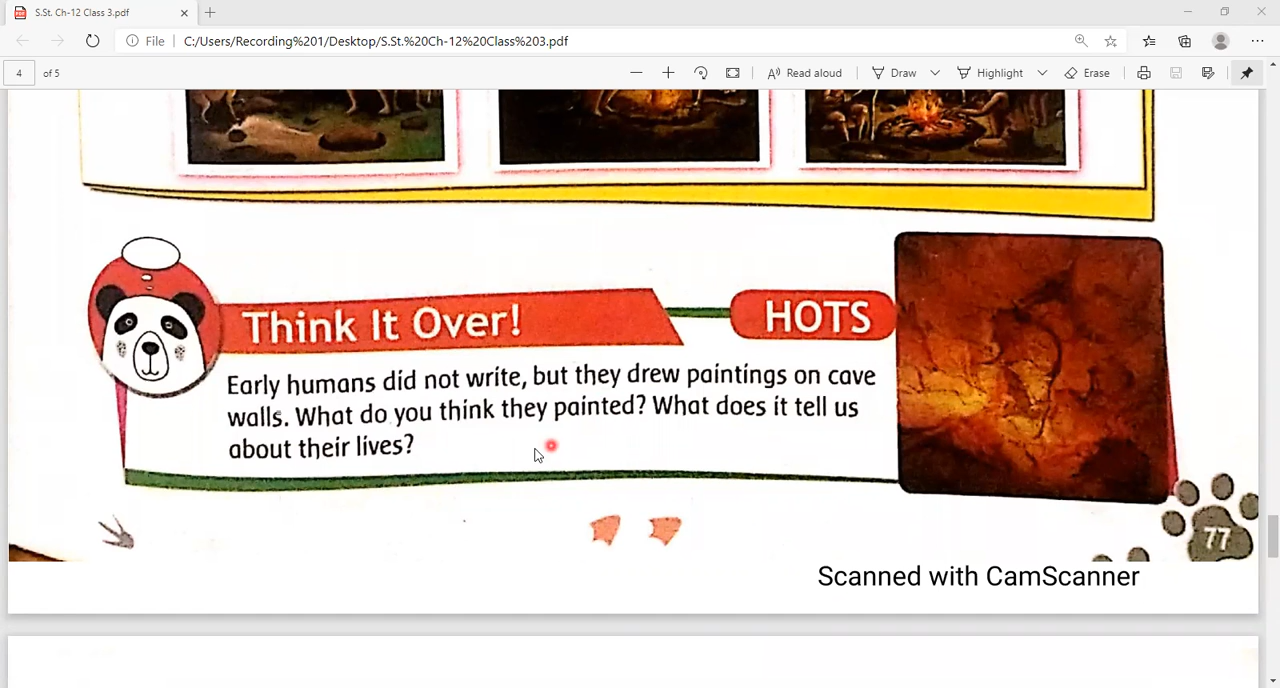 S.St. Ch-12 Class 3.pdf
File
C:/Users/Recording%201/Desktop/S.St.%20Ch-12%20Class%203.pdf
4 of 5
Read aloud
Draw
Highlight
Erase
Think It Over!
HOTS
Early humans did not write, but they drew paintings on cave
walls. What do you think they painted? What does it tell us
about their lives?
77
Scanned with CamScanner